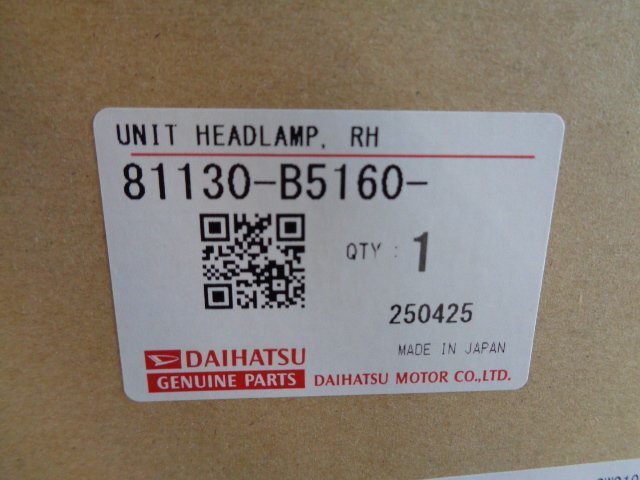 UNIT HEADLAMP, RH
81130-B5160-
QTY : 1
250425
MADE IN JAPAN
DAIHATSU
GENUINE PARTS
DAIHATSU MOTOR CO.,LTD.